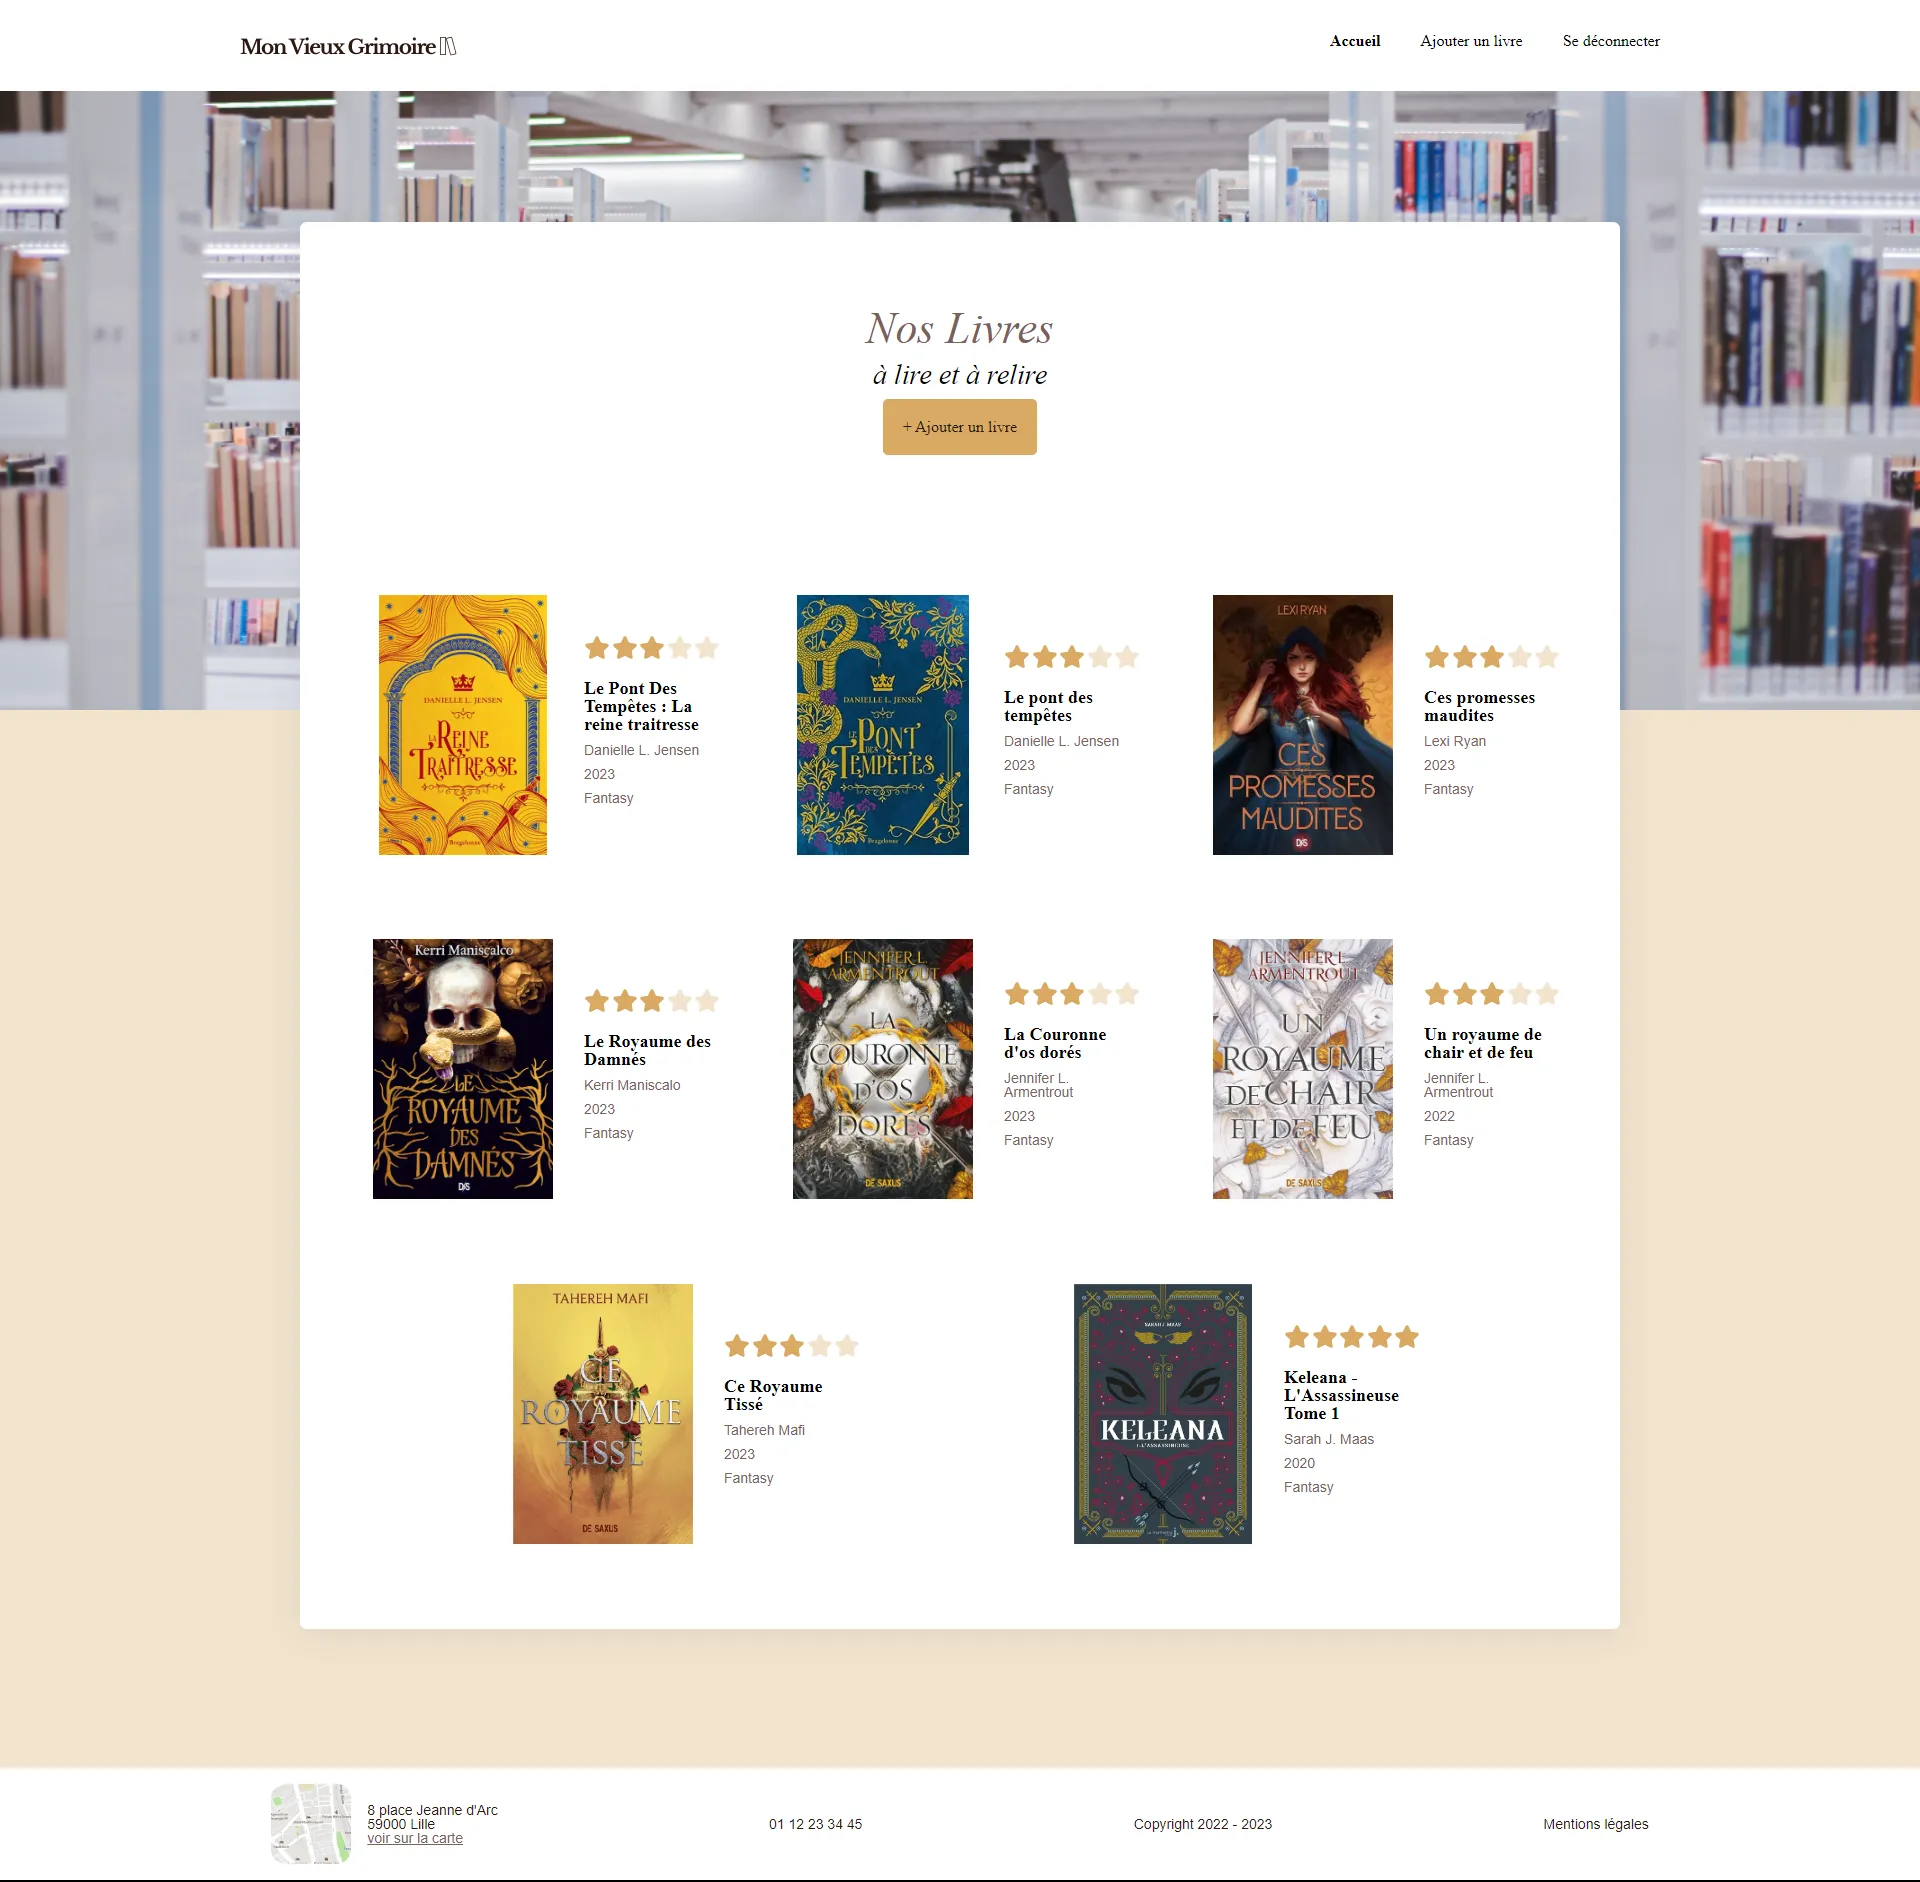 Mon Vieux Grimoire
Accueil
Ajouter un livre
Se déconnecter
Nos Livres
à lire et à relire
+ Ajouter un livre
DANIELLE L. JENSEN
LA
REINE
TRAÎTRESSE
Bragelonne
Le Pont Des
Tempêtes : La
reine traitresse
Danielle L. Jensen
2023
Fantasy
DANIELLE L. JENSEN
LE
PONT
DES
TEMPÊTES
Bragelonne
Le pont des
tempêtes
Danielle L. Jensen
2023
Fantasy
LEXI RYAN
CES
PROMESSES
MAUDITES
D/S
Ces promesses
maudites
Lexi Ryan
2023
Fantasy
Kerri Maniscalco
LE
ROYAUME
DES
DAMNÉS
D/S
Le Royaume des
Damnés
Kerri Maniscalo
2023
Fantasy
JENNIFER L.
ARMENTROUT
LA
COURONNE
D'OS
DORÉS
DE SAXUS
La Couronne
d'os dorés
Jennifer L.
Armentrout
2023
Fantasy
JENNIFER L.
ARMENTROUT
UN
ROYAUME
DE CHAIR
ET DE FEU
DE SAXUS
Un royaume de
chair et de feu
Jennifer L.
Armentrout
2022
Fantasy
TAHEREH MAFI
CE
ROYAUME
TISSÉ
DE SAXUS
Ce Royaume
Tissé
Tahereh Mafi
2023
Fantasy
SARAH J. MAAS
KELEANA
1. L'ASSASSINEUSE
Keleana -
L'Assassineuse
Tome 1
Sarah J. Maas
2020
Fantasy
8 place Jeanne d'Arc
59000 Lille
voir sur la carte
01 12 23 34 45
Copyright 2022 - 2023
Mentions légales